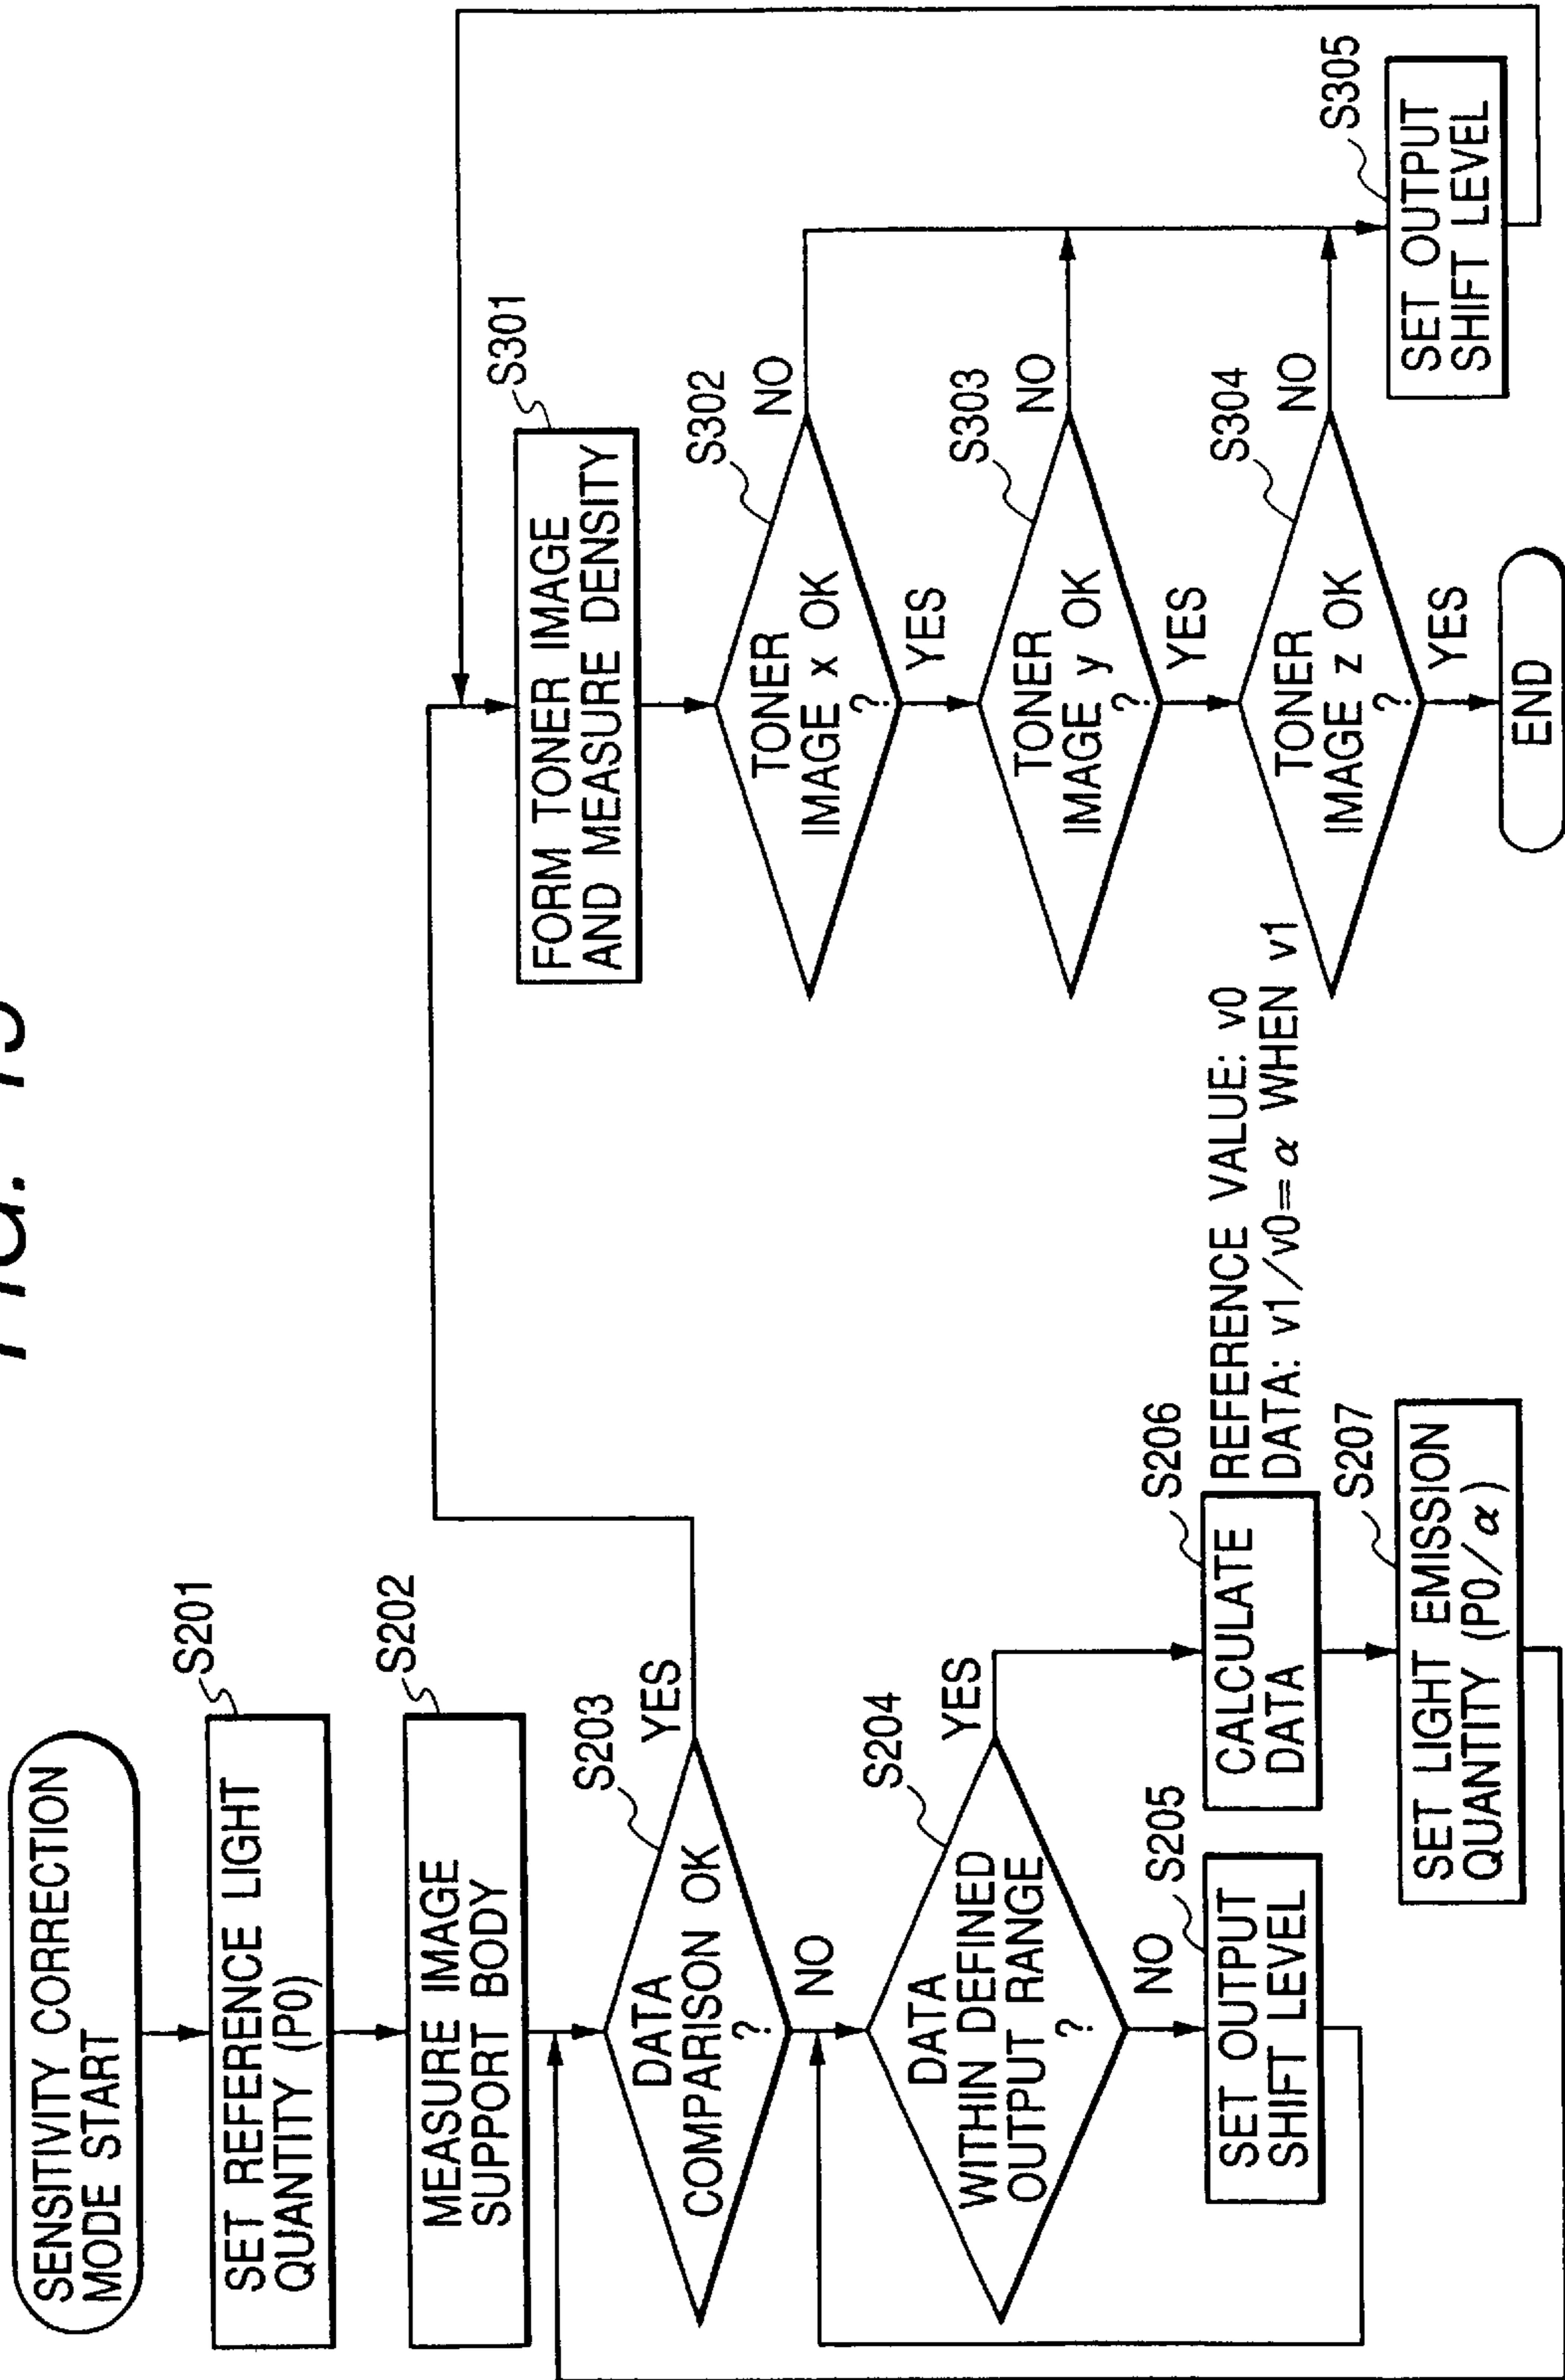 SENSITIVITY CORRECTION
MODE START
S201
SET REFERENCE LIGHT
QUANTITY (P0)
S202
MEASURE IMAGE
SUPPORT BODY
S203
DATA
COMPARISON OK
?
YES
NO
S204
DATA
WITHIN DEFINED
OUTPUT RANGE
?
YES
NO
S205
SET OUTPUT
SHIFT LEVEL
S206
CALCULATE
DATA
REFERENCE VALUE: v0
DATA: v1/v0=α WHEN v1
S207
SET LIGHT EMISSION
QUANTITY (P0/α)
S301
FORM TONER IMAGE
AND MEASURE DENSITY
S302
TONER
IMAGE x OK
?
NO
YES
S303
TONER
IMAGE y OK
?
NO
YES
S304
TONER
IMAGE z OK
?
NO
YES
S305
SET OUTPUT
SHIFT LEVEL
END